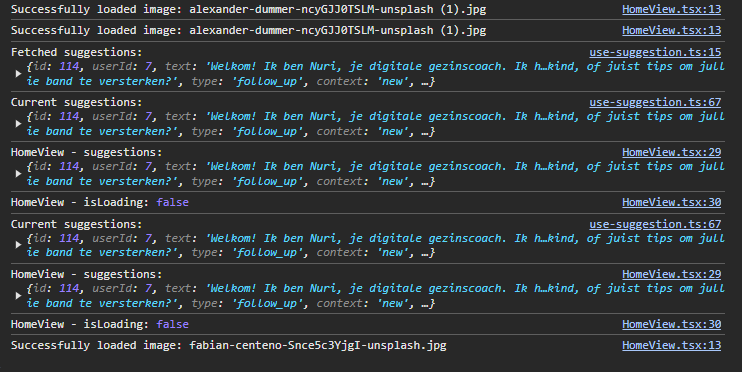 Successfully loaded image: alexander-dummer-ncyGJJ0TSLM-unsplash (1).jpg HomeView.tsx:13
Successfully loaded image: alexander-dummer-ncyGJJ0TSLM-unsplash (1).jpg HomeView.tsx:13
Fetched suggestions: use-suggestion.ts:15
{id: 114, userId: 7, text: 'Welkom! Ik ben Nuri, je digitale gezinscoach. Ik h…kind, of juist tips om jull
ie band te versterken?', type: 'follow_up', context: 'new', …}
Current suggestions: use-suggestion.ts:67
{id: 114, userId: 7, text: 'Welkom! Ik ben Nuri, je digitale gezinscoach. Ik h…kind, of juist tips om jull
ie band te versterken?', type: 'follow_up', context: 'new', …}
HomeView - suggestions: HomeView.tsx:29
{id: 114, userId: 7, text: 'Welkom! Ik ben Nuri, je digitale gezinscoach. Ik h…kind, of juist tips om jull
ie band te versterken?', type: 'follow_up', context: 'new', …}
HomeView - isLoading: false HomeView.tsx:30
Current suggestions: use-suggestion.ts:67
{id: 114, userId: 7, text: 'Welkom! Ik ben Nuri, je digitale gezinscoach. Ik h…kind, of juist tips om jull
ie band te versterken?', type: 'follow_up', context: 'new', …}
HomeView - suggestions: HomeView.tsx:29
{id: 114, userId: 7, text: 'Welkom! Ik ben Nuri, je digitale gezinscoach. Ik h…kind, of juist tips om jull
ie band te versterken?', type: 'follow_up', context: 'new', …}
HomeView - isLoading: false HomeView.tsx:30
Successfully loaded image: fabian-centeno-Snce5c3YjgI-unsplash.jpg HomeView.tsx:13